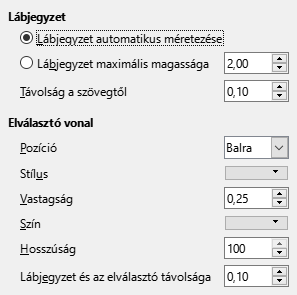 Lábjegyzet
Lábjegyzet automatikus méretezése
Lábjegyzet maximális magassága 2,00
Távolság a szövegtől 0,10
Elválasztó vonal
Pozíció Balra
Stílus
Vastagság 0,25
Szín
Hosszúság 100
Lábjegyzet és az elválasztó távolsága 0,10